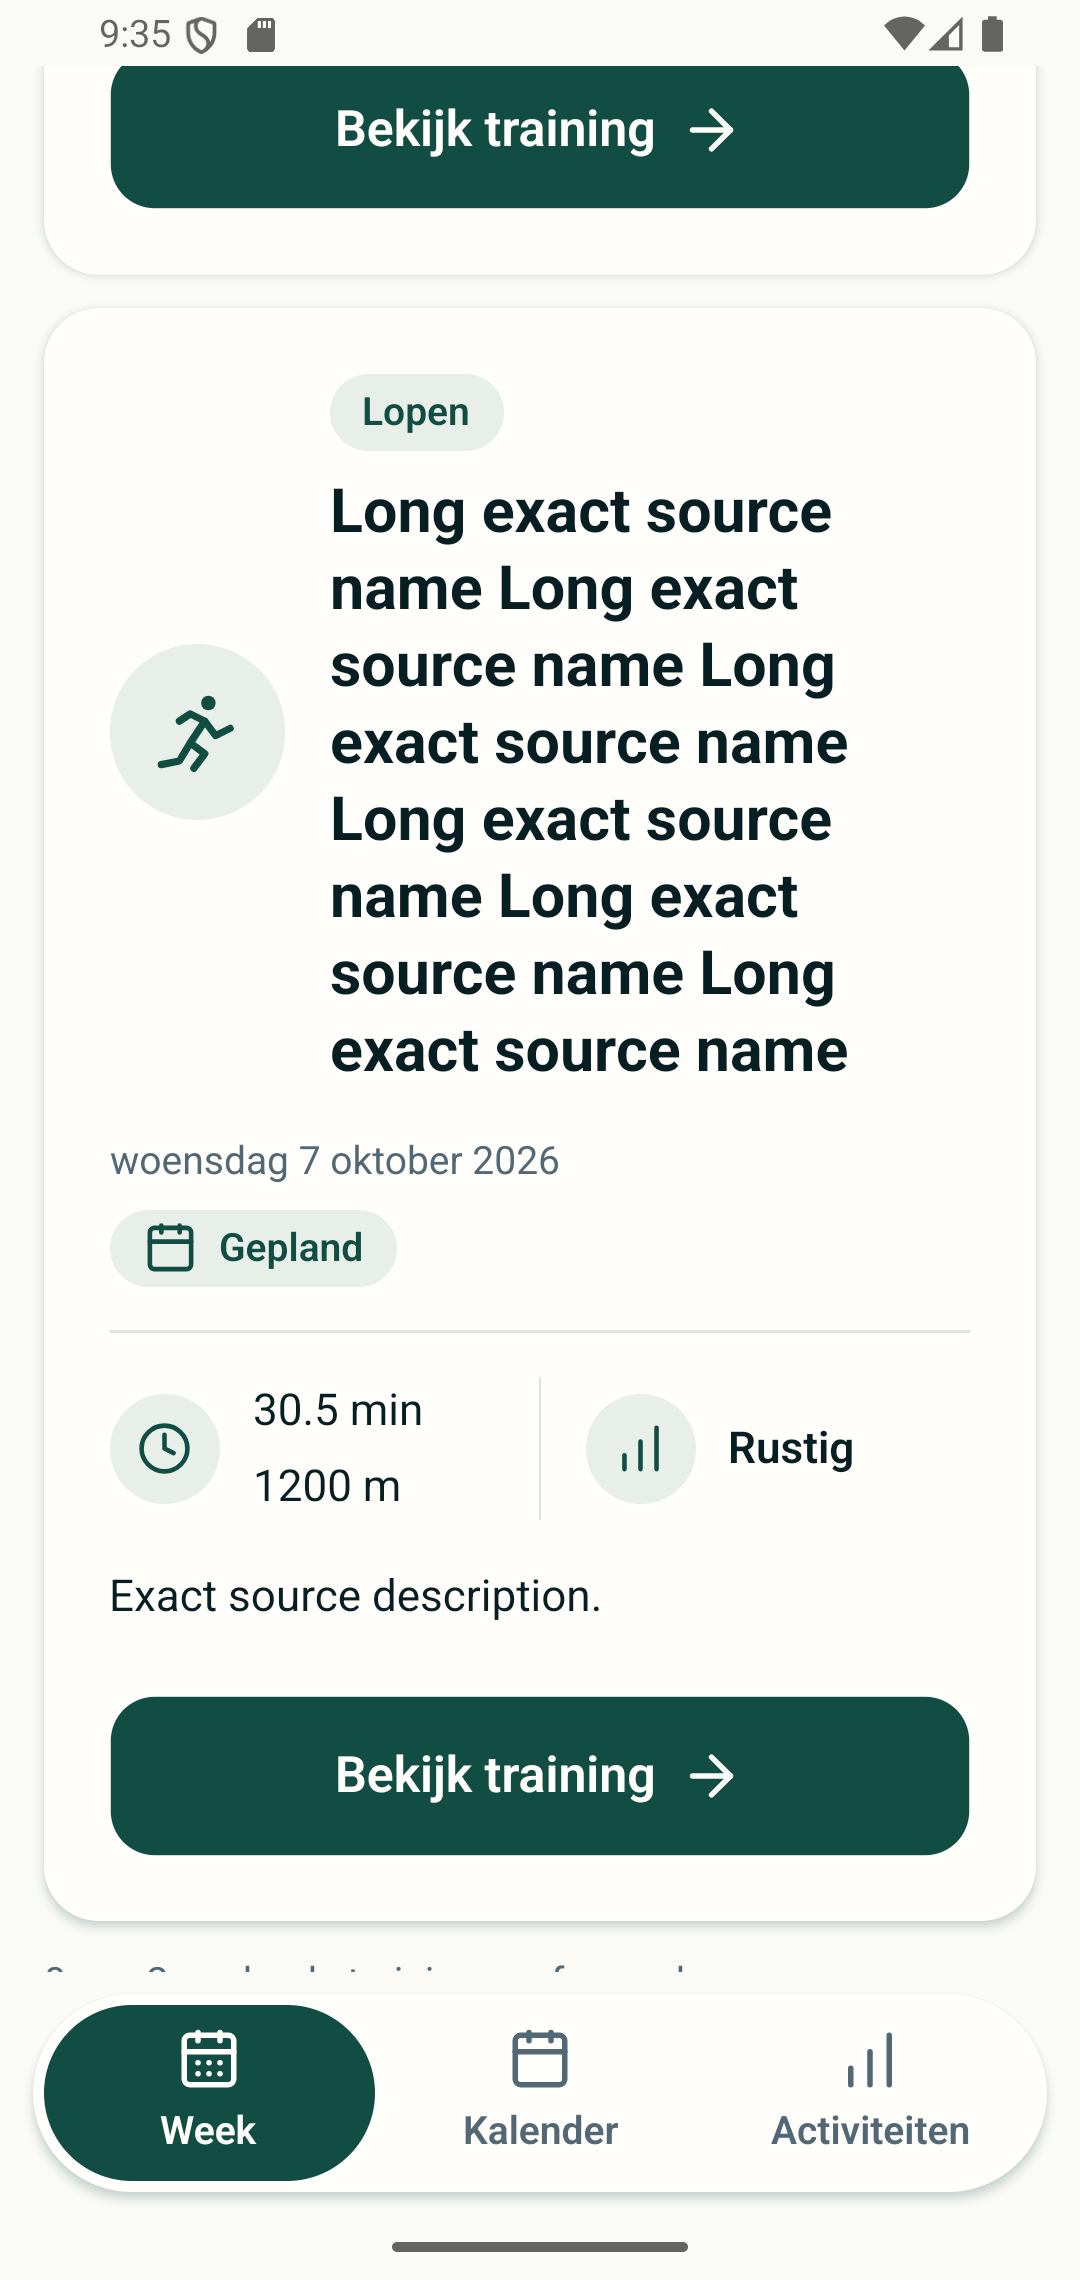 9:35
Bekijk training
Lopen
Long exact source
name Long exact
source name Long
exact source name
Long exact source
name Long exact
source name Long
exact source name
woensdag 7 oktober 2026
Gepland
30.5 min
1200 m
Rustig
Exact source description.
Bekijk training
Week
Kalender
Activiteiten